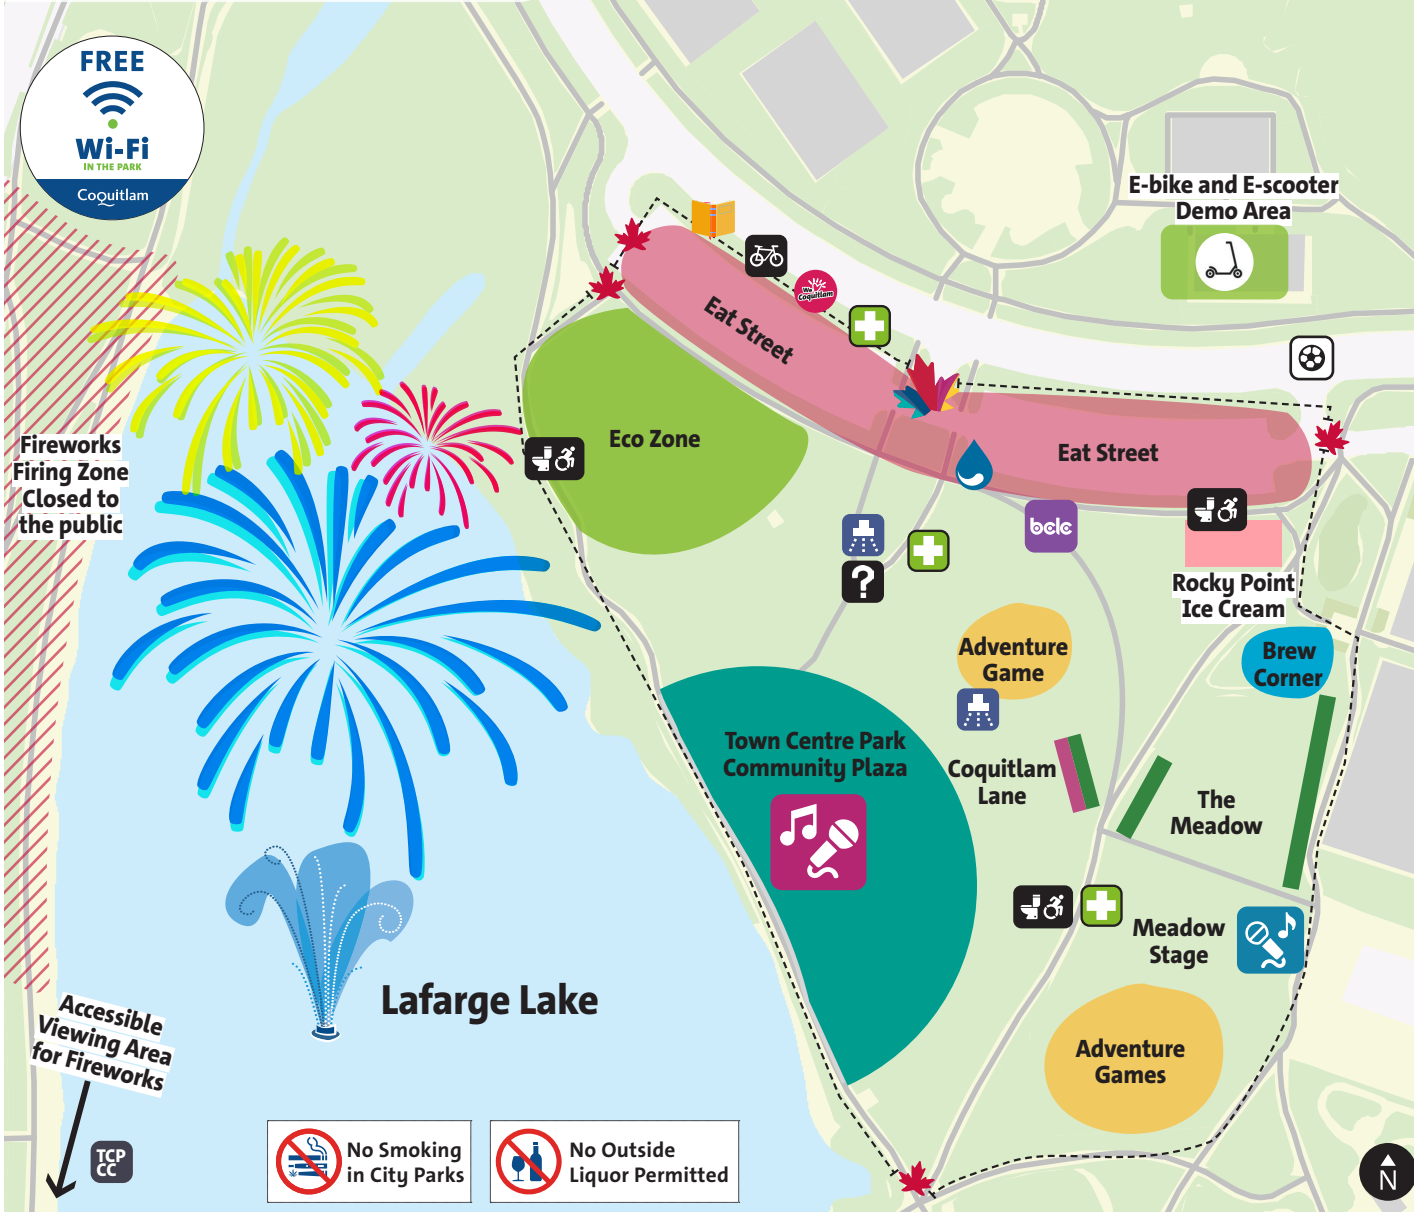 FREE
Wi-Fi
IN THE PARK
Coquitlam
E-bike and E-scooter
Demo Area
We
Coquitlam
Eat Street
Eco Zone
Eat Street
Fireworks
Firing Zone
Closed to
the public
bclc
?
Rocky Point
Ice Cream
Adventure
Game
Brew
Corner
Town Centre Park
Community Plaza
Coquitlam
Lane
The
Meadow
Meadow
Stage
Lafarge Lake
Accessible
Viewing Area
for Fireworks
Adventure
Games
TCP
CC
No Smoking
in City Parks
No Outside
Liquor Permitted
N